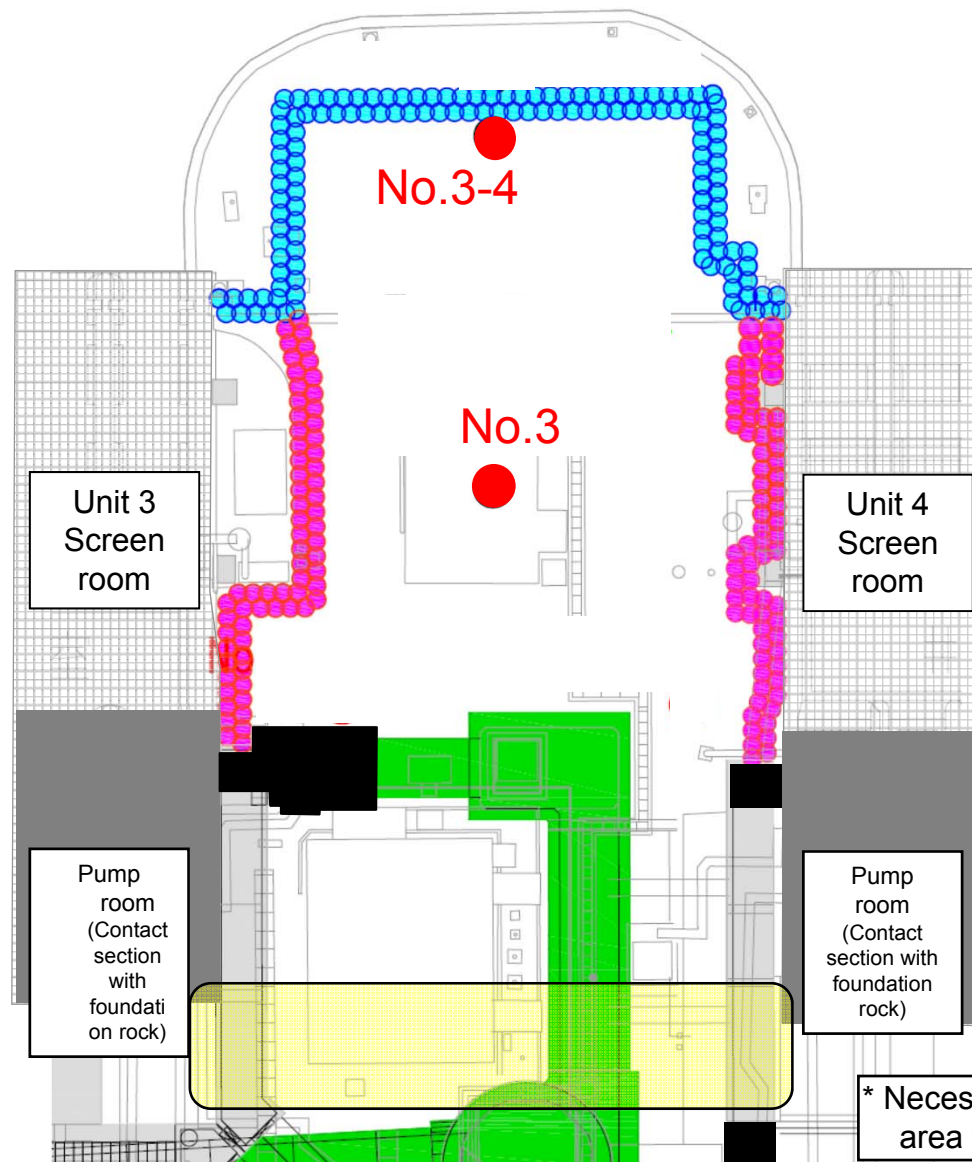 No.3-4
No.3
Unit 3
Screen
room
Unit 4
Screen
room
Pump
room
(Contact
section
with
foundati
on rock)
Pump
room
(Contact
section with
foundation
rock)
* Neces
area